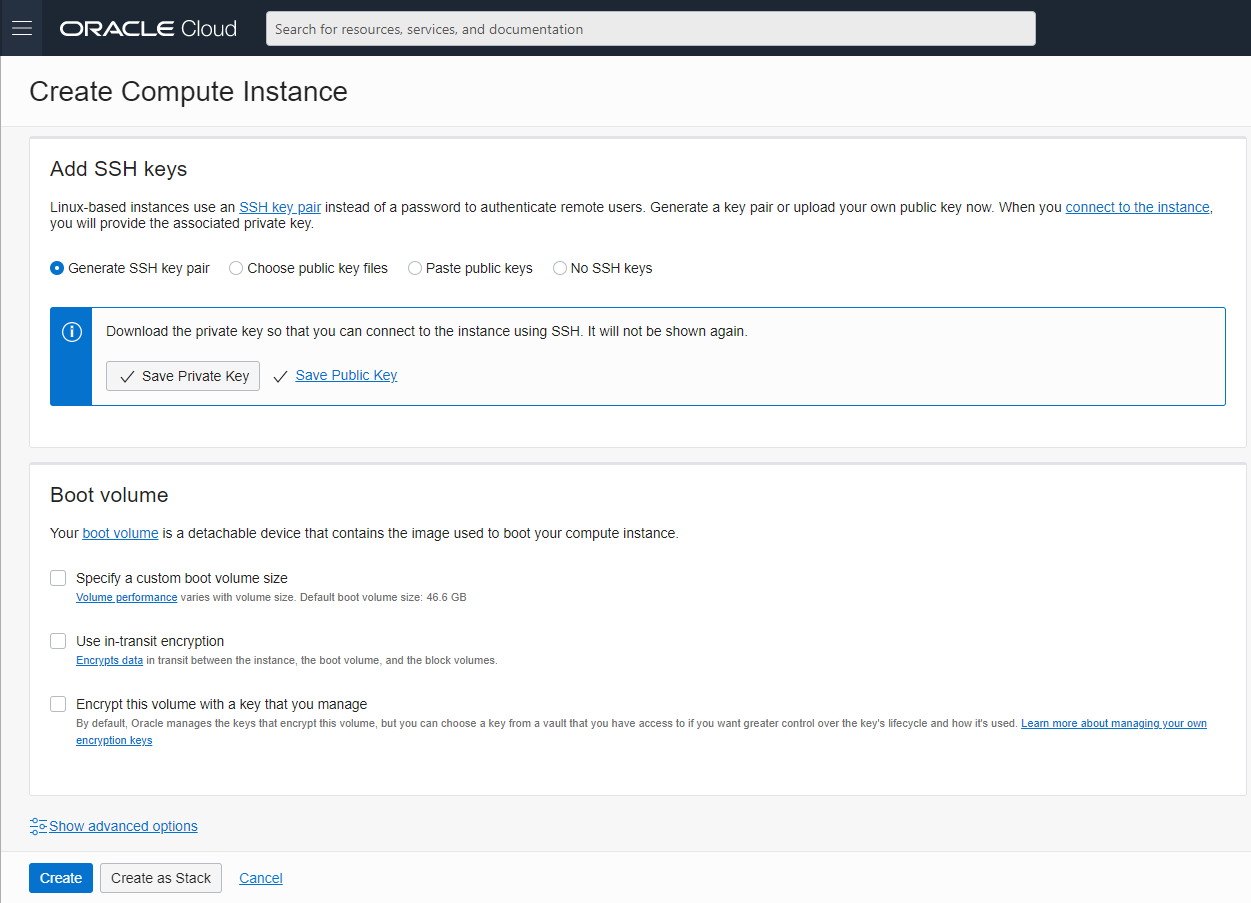 ORACLE Cloud
Search for resources, services, and documentation
Create Compute Instance
Add SSH keys
Linux-based instances use an SSH key pair instead of a password to authenticate remote users. Generate a key pair or upload your own public key now. When you connect to the instance,
you will provide the associated private key.
Generate SSH key pair Choose public key files Paste public keys No SSH keys
Download the private key so that you can connect to the instance using SSH. It will not be shown again.
Save Private Key Save Public Key
Boot volume
Your boot volume is a detachable device that contains the image used to boot your compute instance.
Specify a custom boot volume size
Volume performance varies with volume size. Default boot volume size: 46.6 GB
Use in-transit encryption
Encrypts data in transit between the instance, the boot volume, and the block volumes.
Encrypt this volume with a key that you manage
By default, Oracle manages the keys that encrypt this volume, but you can choose a key from a vault that you have access to if you want greater control over the key's lifecycle and how it's used. Learn more about managing your own
encryption keys
Show advanced options
Create Create as Stack Cancel